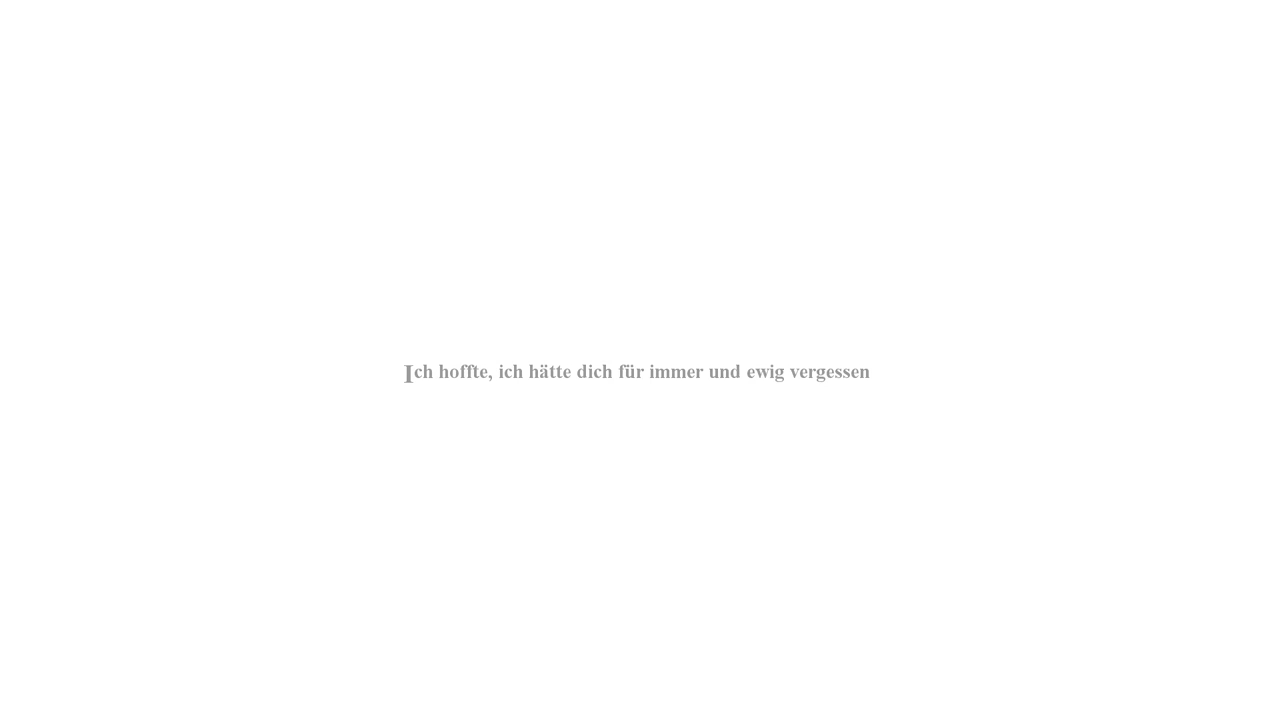 Ich hoffte, ich hätte dich für immer und ewig vergessen